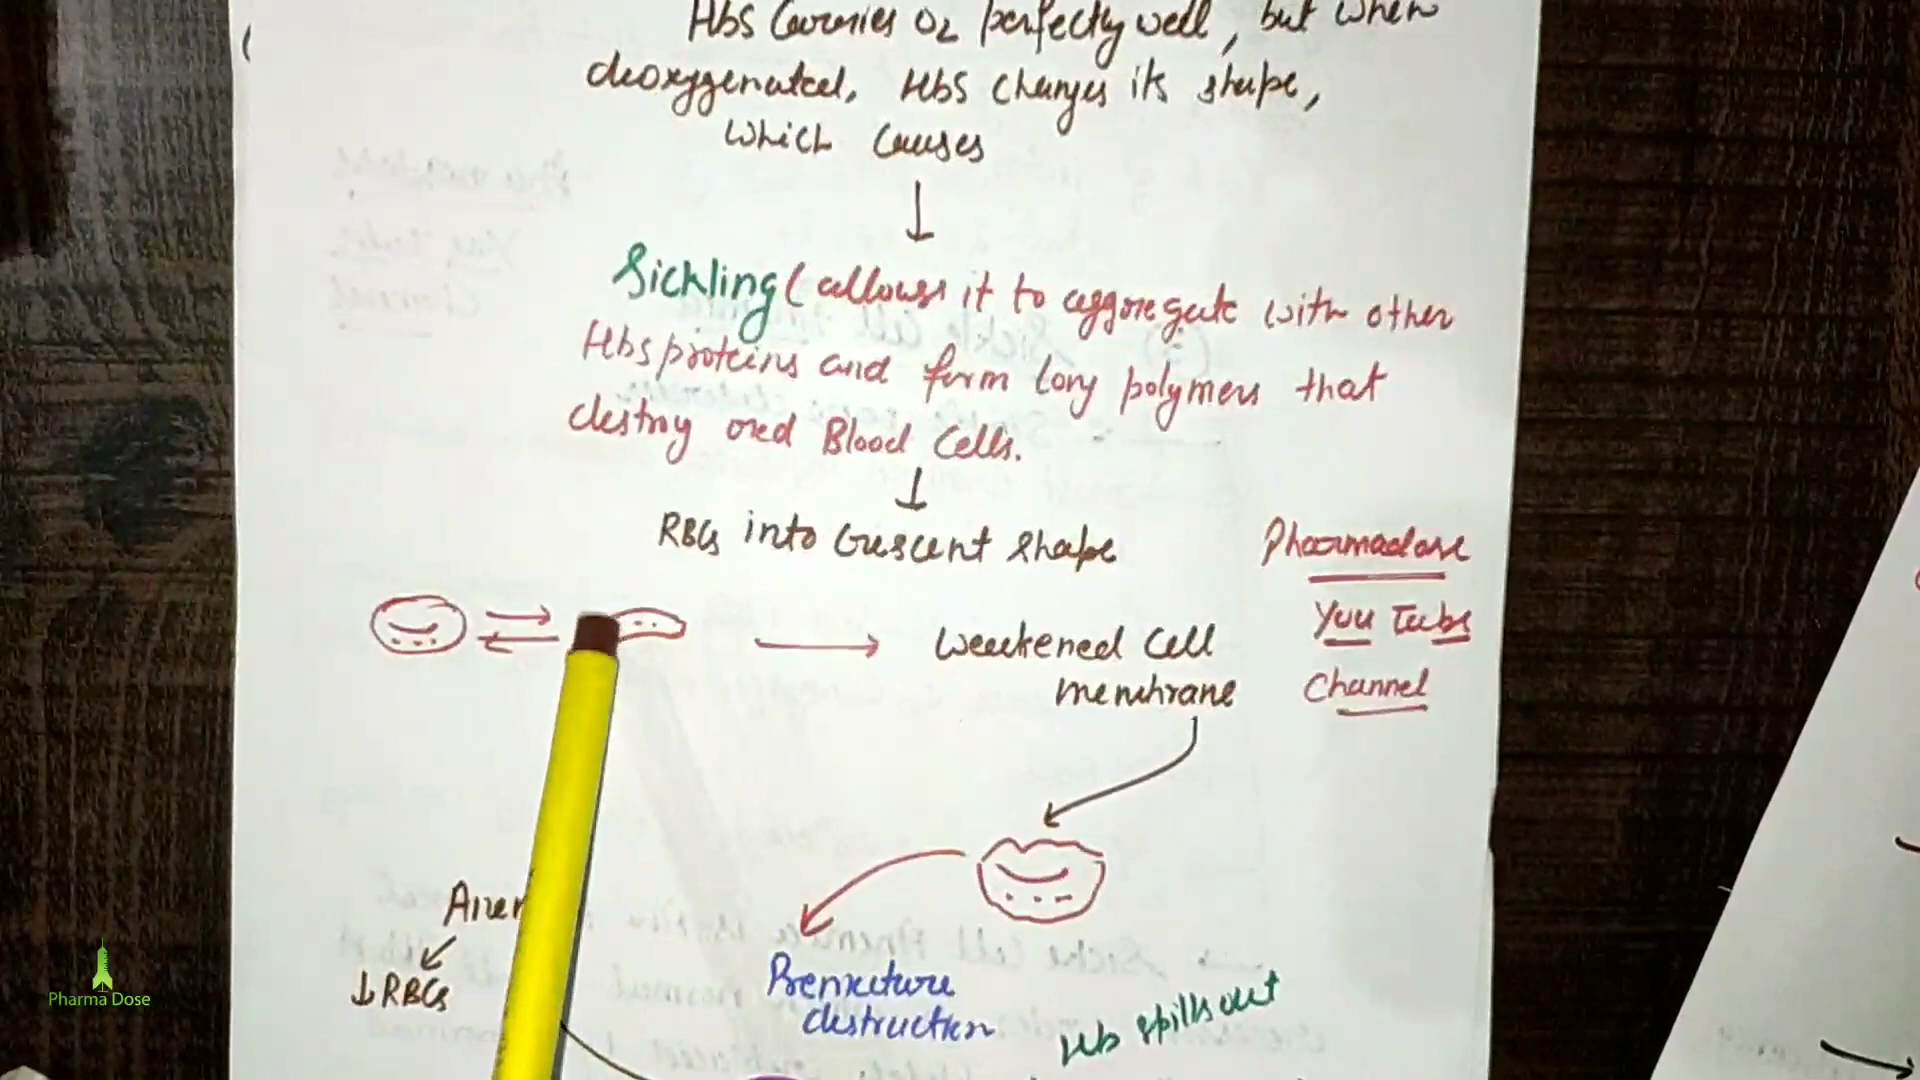 HbS Carries O2 perfectly well, but when
deoxygenated, HbS changes its shape,
which causes
↓
Sickling (allows it to aggregate with other
Hbs proteins and form long polymers that
destroy red Blood Cells.
↓
RBCs into Crescent shape
Pharmadose
You Tube
Channel
Weakened Cell
membrane
↓RBCs
Premature
destruction
Hb spills out
Pharma Dose